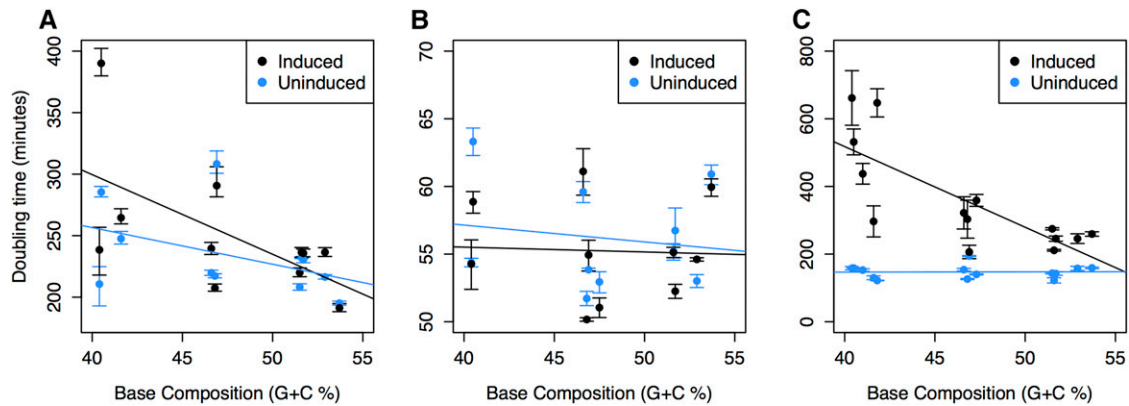 A
B
C
Induced
Uninduced
Induced
Uninduced
Induced
Uninduced
Doubling time (minutes)
400
350
300
250
200
70
65
60
55
50
800
600
400
200
0
40 45 50 55
40 45 50 55
40 45 50 55
Base Composition (G+C %)
Base Composition (G+C %)
Base Composition (G+C %)